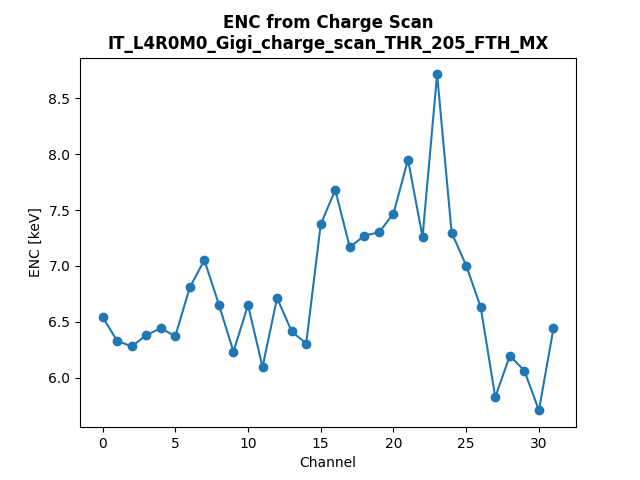 ENC from Charge Scan
IT_L4R0M0_Gigi_charge_scan_THR_205_FTH_MX
8.5
8.0
7.5
7.0
6.5
6.0
ENC [keV]
0 5 10 15 20 25 30
Channel